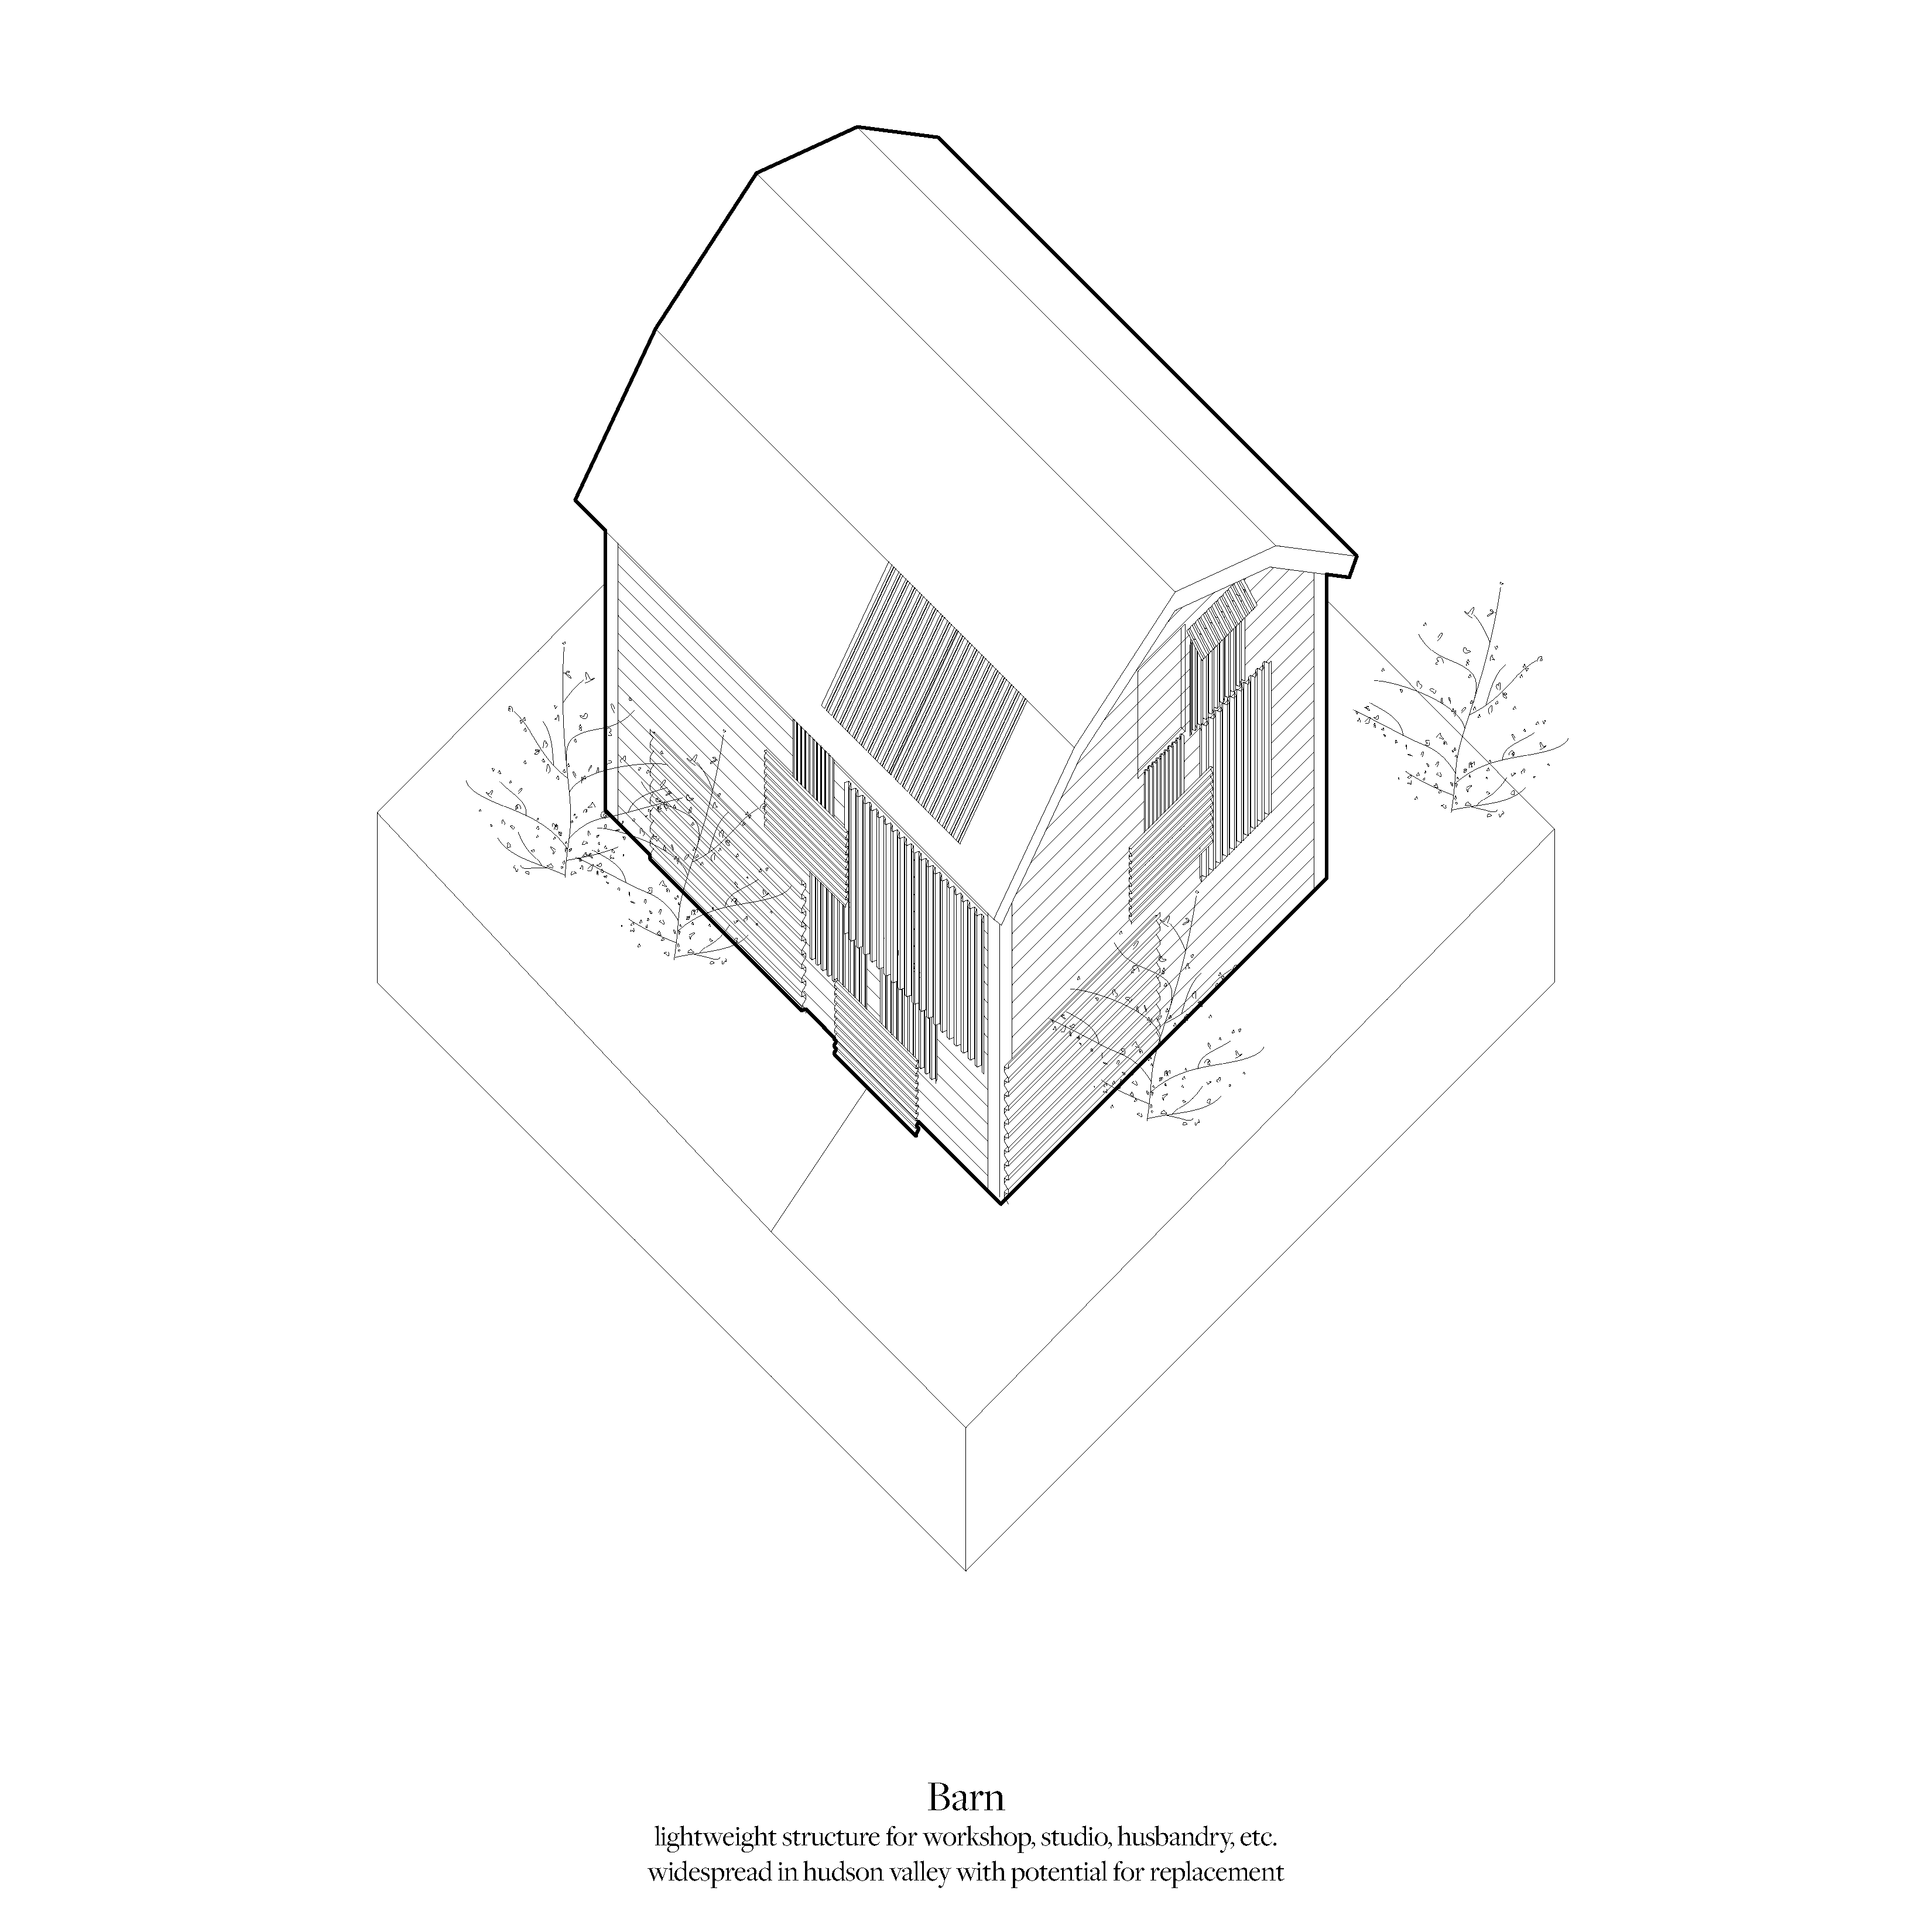 Barn
lightweight structure for workshop, studio, husbandry, etc.
widespread in hudson valley with potential for replacement